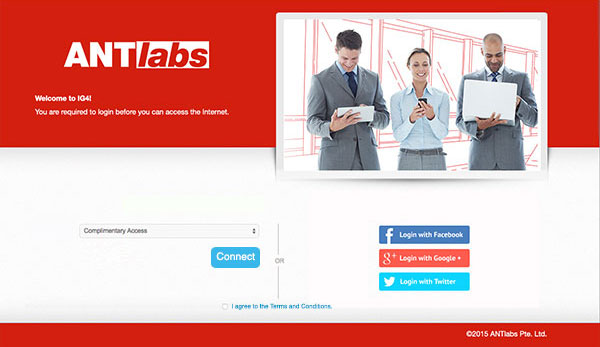 ANTlabs
Welcome to IG4!
You are required to login before you can access the Internet.
Complimentary Access
Connect
OR
f Login with Facebook
g+ Login with Google +
Login with Twitter
I agree to the Terms and Conditions.
©2015 ANTlabs Pte. Ltd.